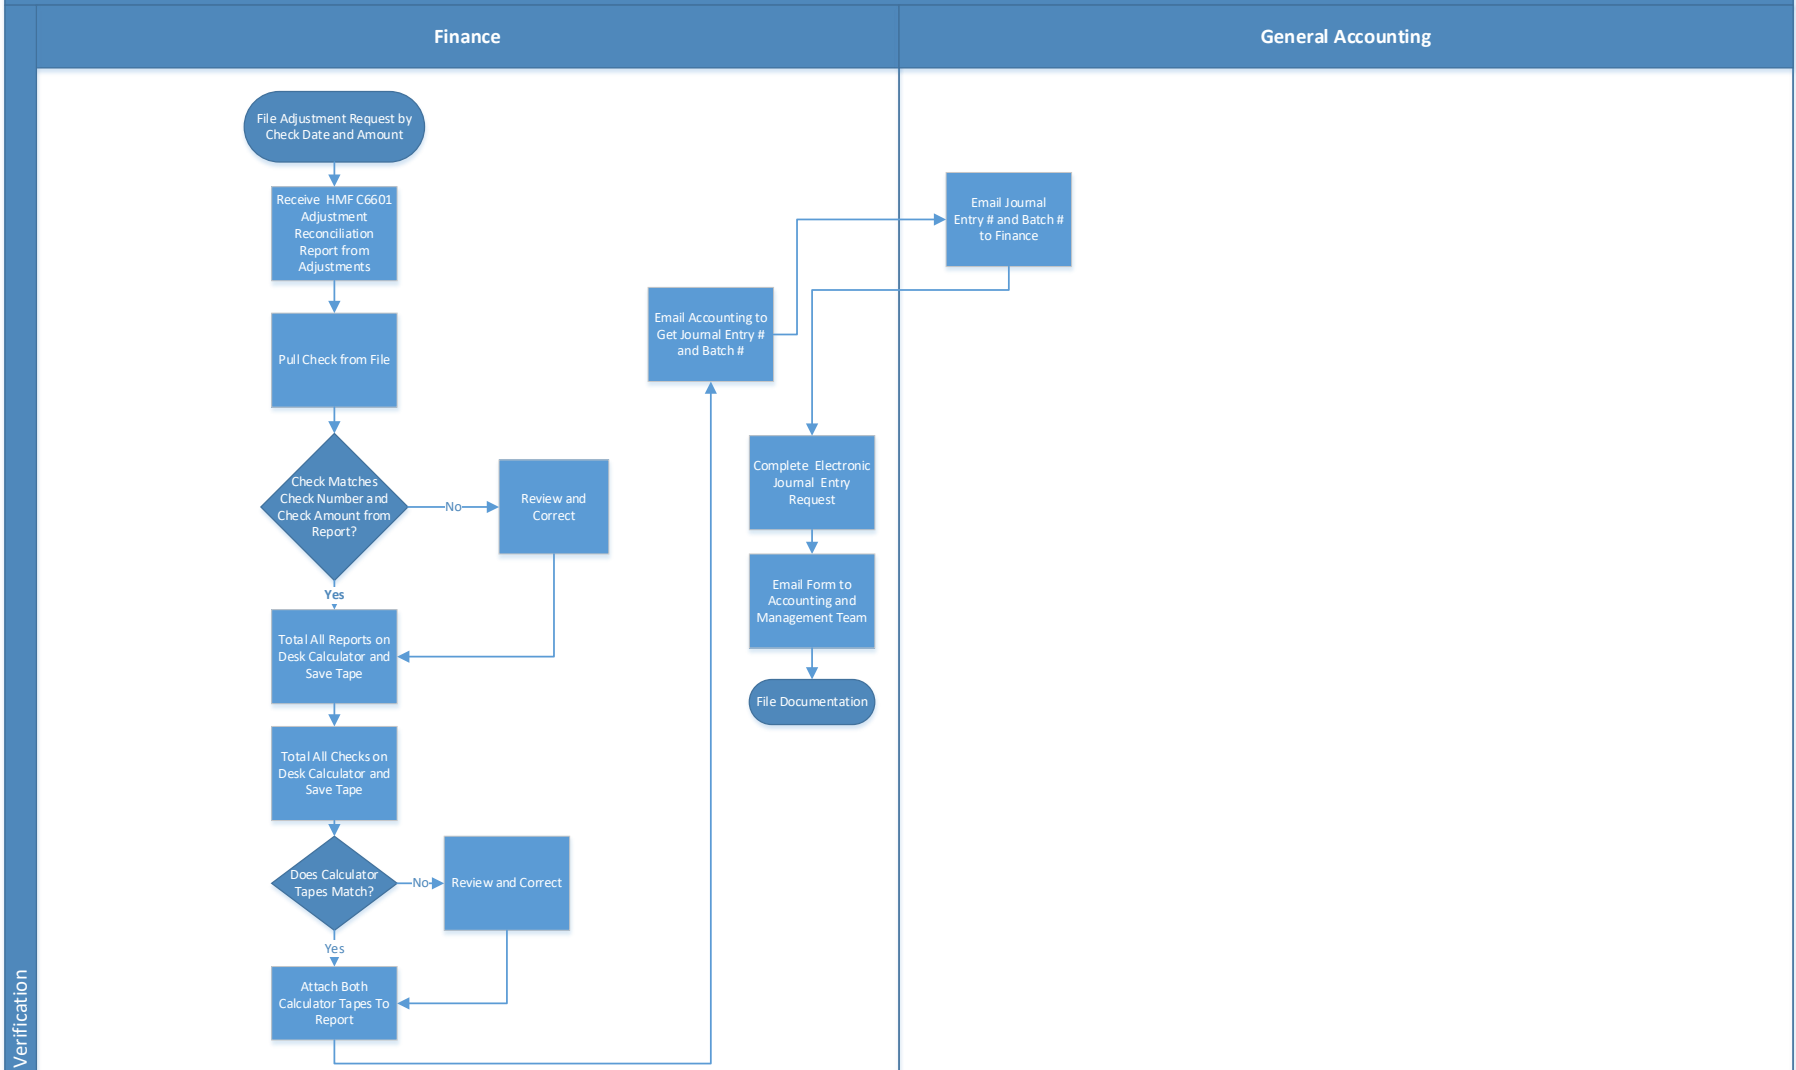 Finance
General Accounting
File Adjustment Request by
Check Date and Amount
Receive HMF C6601
Adjustment
Reconciliation
Report from
Adjustments
Pull Check from File
Check Matches
Check Number and
Check Amount from
Report?
No
Review and
Correct
Yes
Total All Reports on
Desk Calculator and
Save Tape
Total All Checks on
Desk Calculator and
Save Tape
Does Calculator
Tapes Match?
No
Review and Correct
Yes
Attach Both
Calculator Tapes To
Report
Email Accounting to
Get Journal Entry #
and Batch #
Email Journal
Entry # and Batch #
to Finance
Complete Electronic
Journal Entry
Request
Email Form to
Accounting and
Management Team
File Documentation
Verification